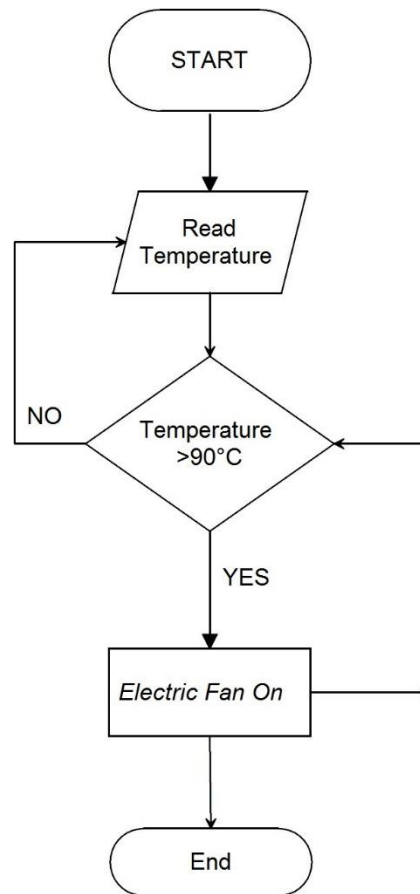 START
Read
Temperature
NO
Temperature
>90°C
YES
Electric Fan On
End